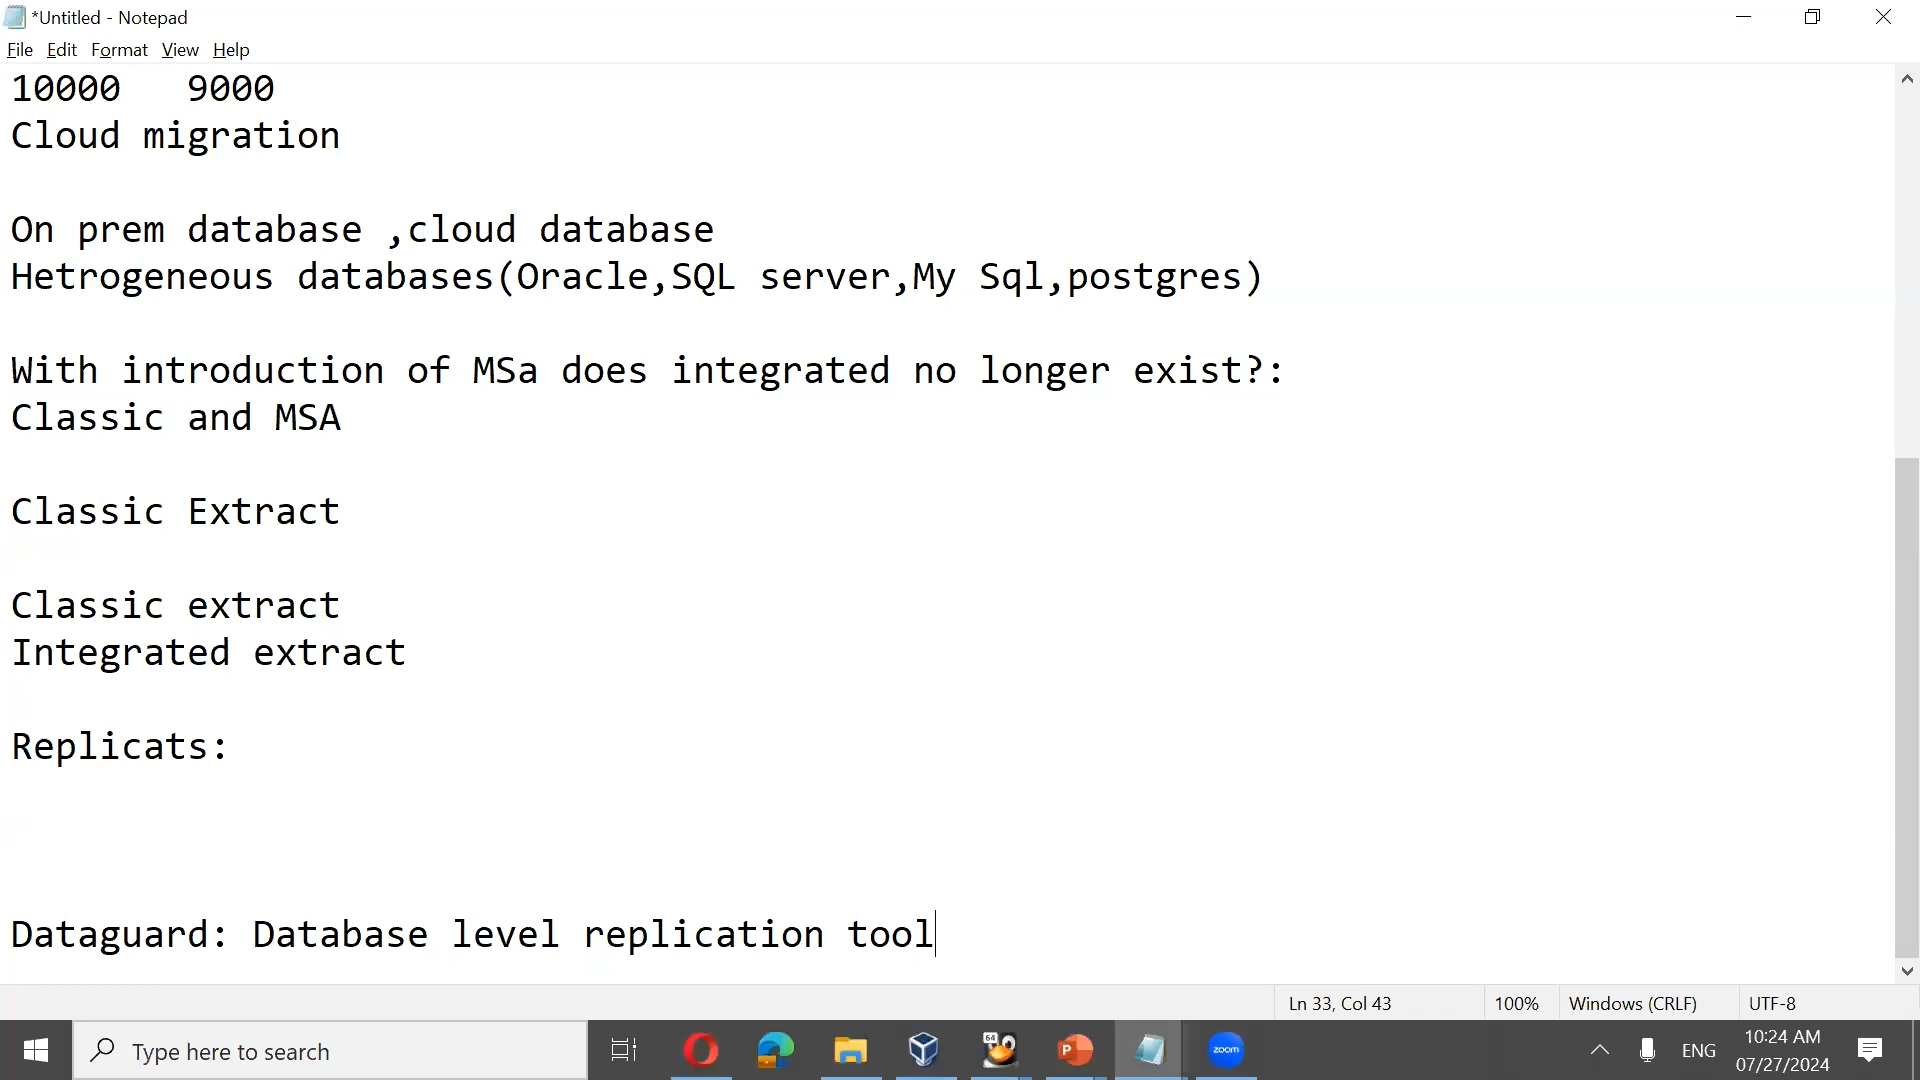 *Untitled - Notepad
File Edit Format View Help
10000   9000
Cloud migration
On prem database ,cloud database
Hetrogeneous databases(Oracle,SQL server,My Sql,postgres)
With introduction of MSa does integrated no longer exist?:
Classic and MSA
Classic Extract
Classic extract
Integrated extract
Replicats:
Dataguard: Database level replication tool
Ln 33, Col 43 100% Windows (CRLF) UTF-8
Type here to search
64
P
zoom
ENG
10:24 AM
07/27/2024